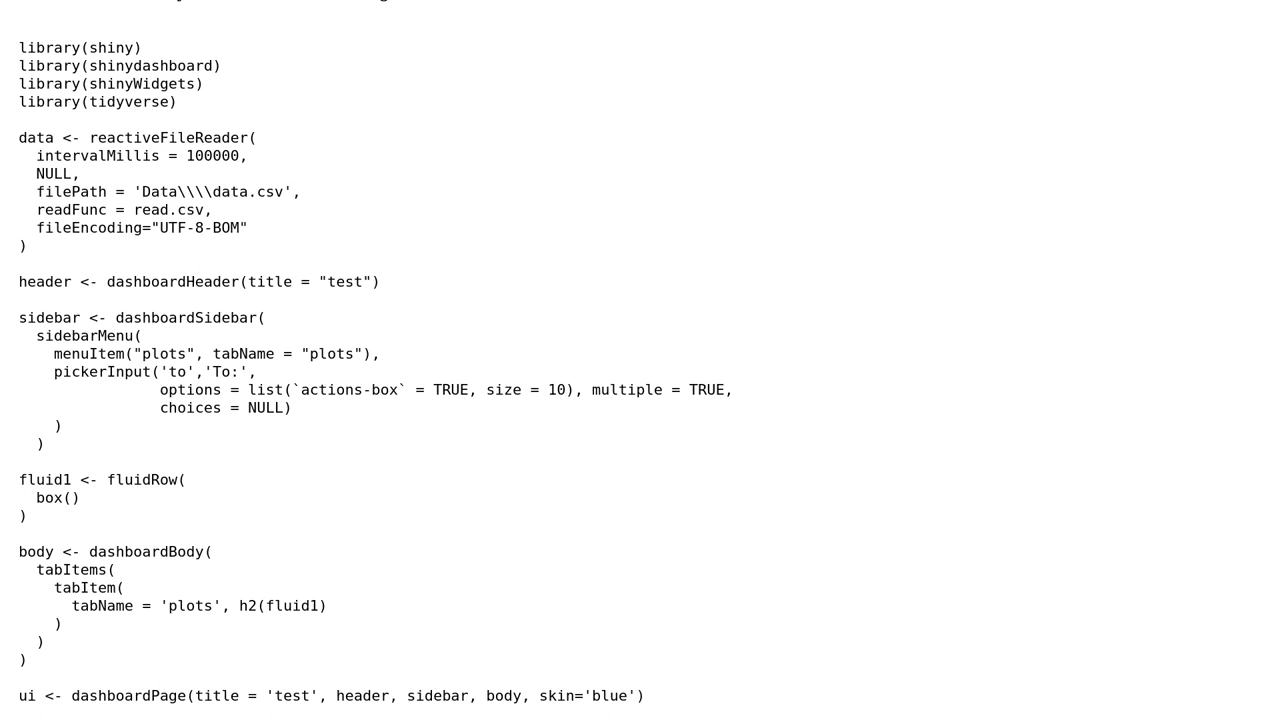 library(shiny)
library(shinydashboard)
library(shinyWidgets)
library(tidyverse)

data <- reactiveFileReader(
  intervalMillis = 100000,
  NULL,
  filePath = 'Data\\\\data.csv',
  readFunc = read.csv,
  fileEncoding="UTF-8-BOM"
)

header <- dashboardHeader(title = "test")

sidebar <- dashboardSidebar(
  sidebarMenu(
    menuItem("plots", tabName = "plots"),
    pickerInput('to','To:',
                options = list(`actions-box` = TRUE, size = 10), multiple = TRUE,
                choices = NULL)
    )
  )

fluid1 <- fluidRow(
  box()
)

body <- dashboardBody(
  tabItems(
    tabItem(
      tabName = 'plots', h2(fluid1)
    )
  )
)

ui <- dashboardPage(title = 'test', header, sidebar, body, skin='blue')